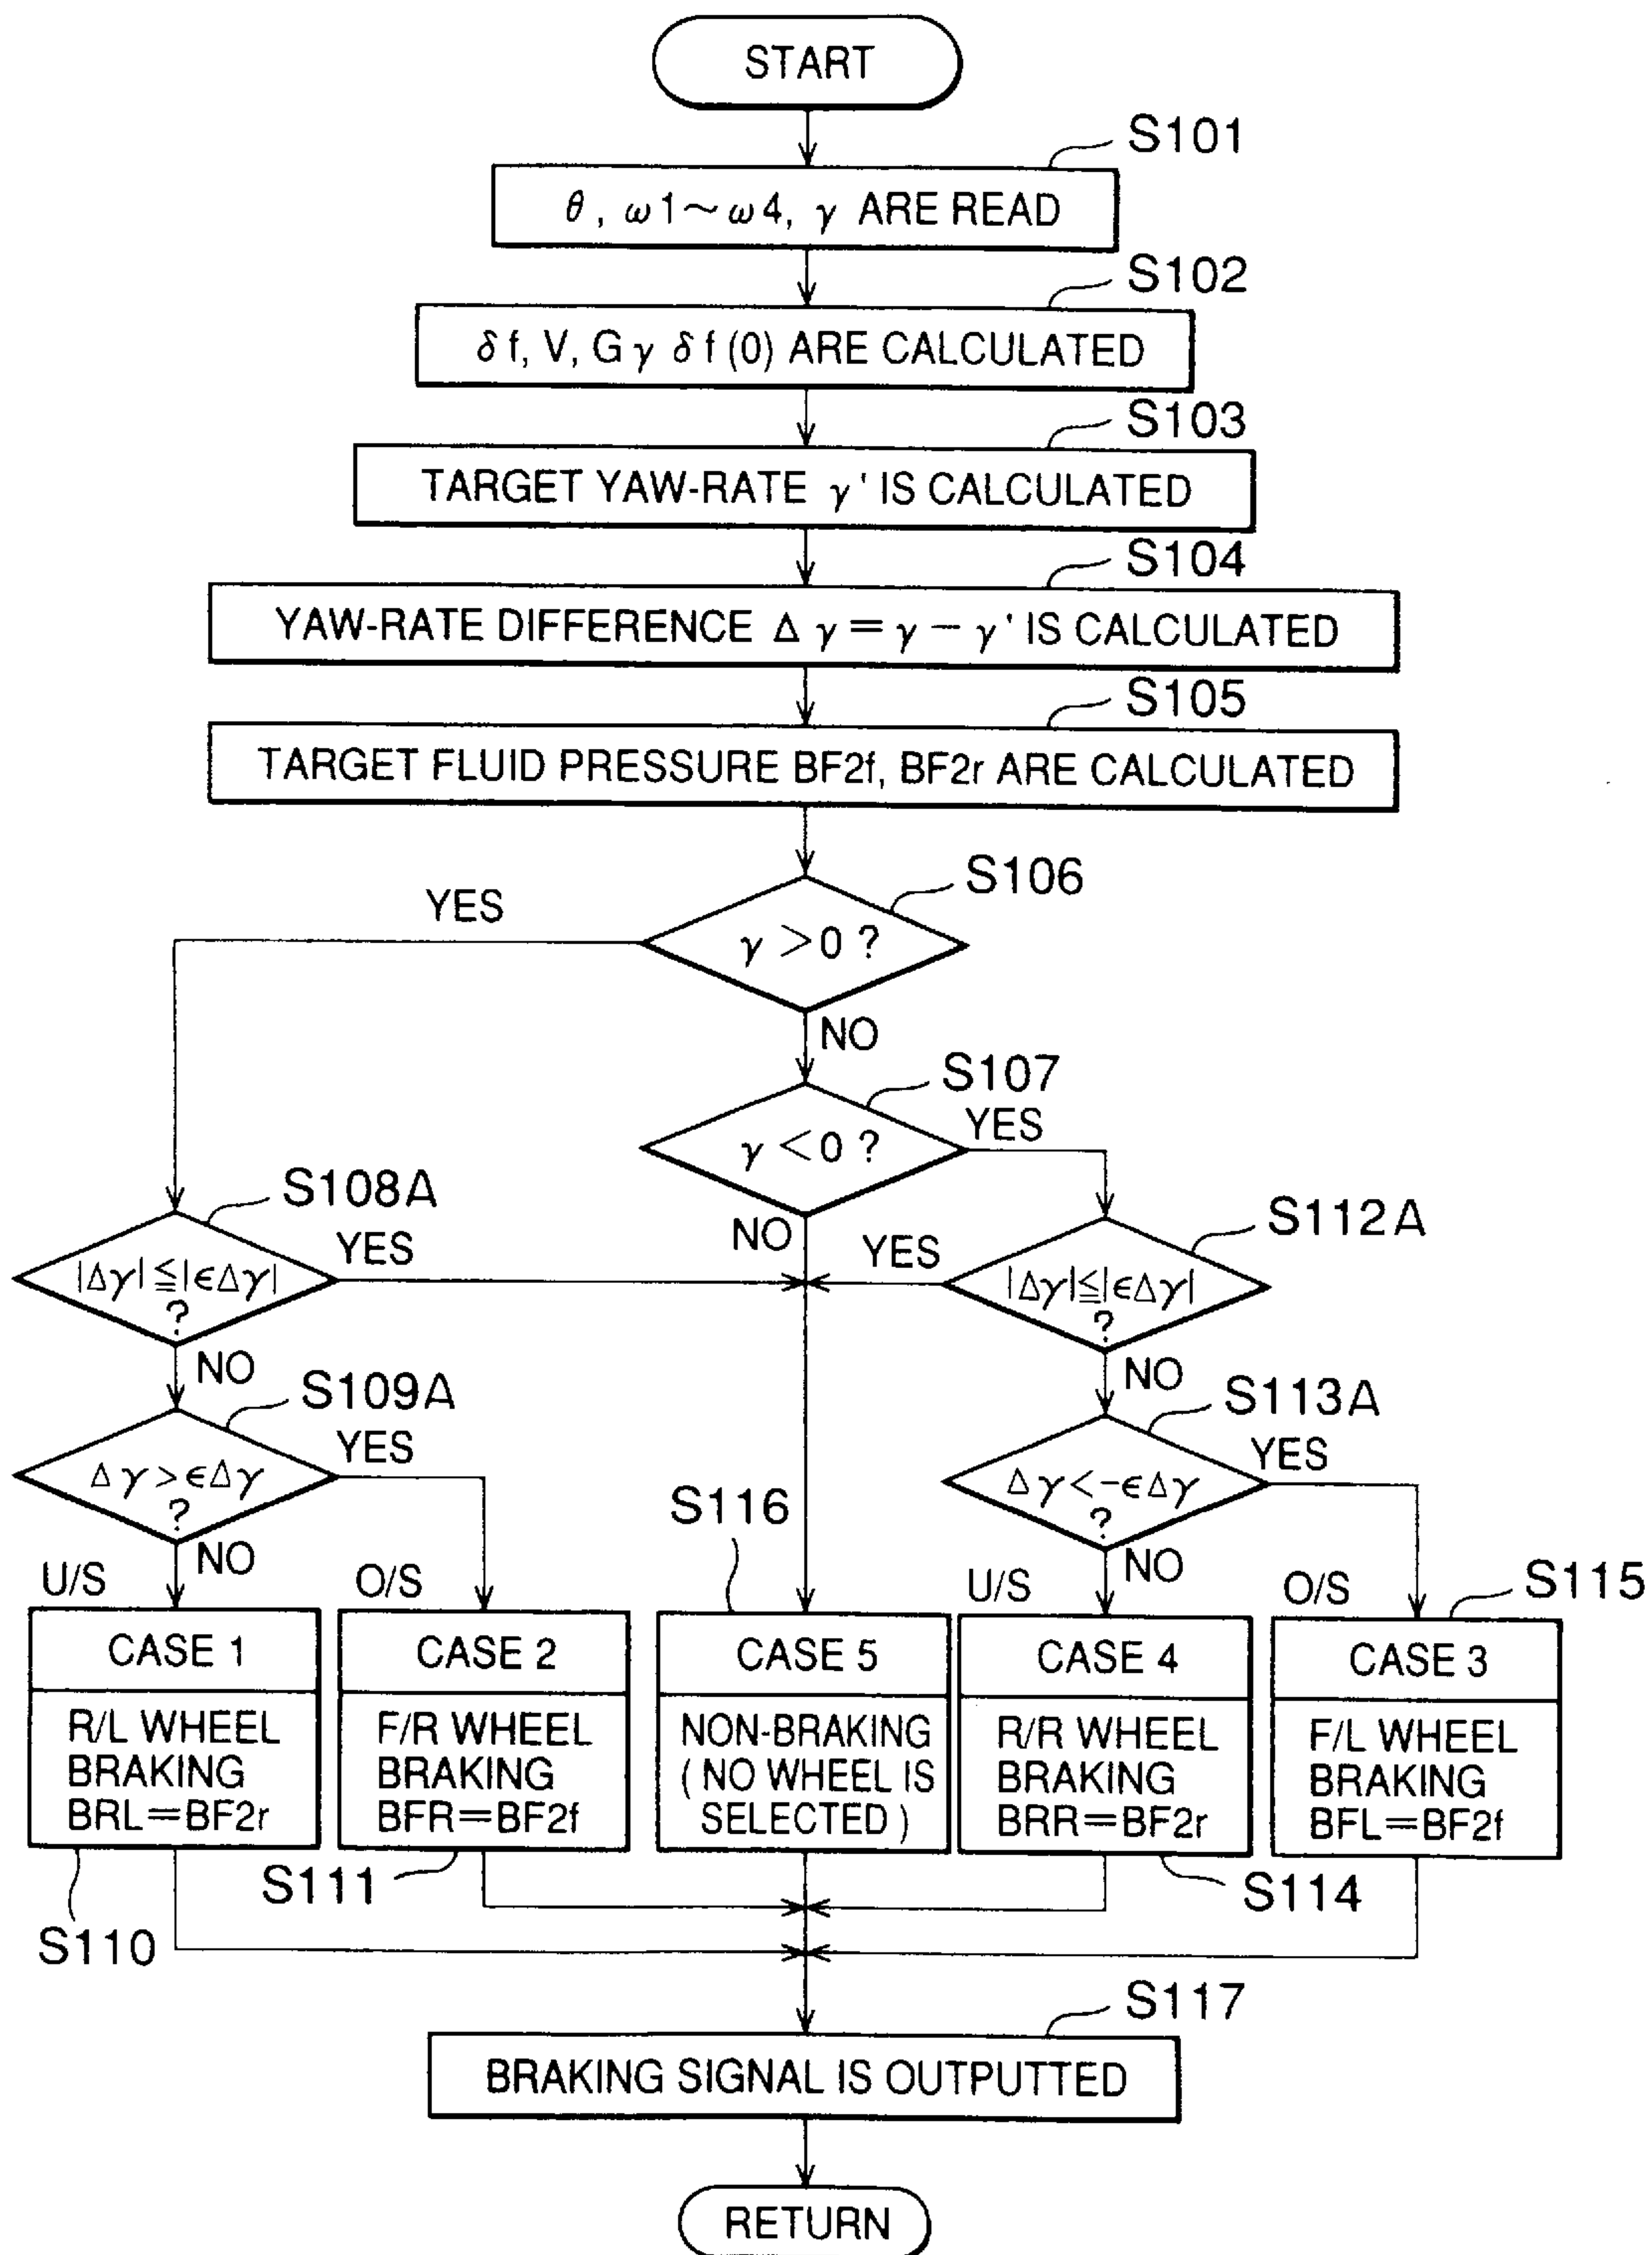 START
S101
θ, ω1~ω4, γ ARE READ
S102
δf, V, Gγδf(0) ARE CALCULATED
S103
TARGET YAW-RATE γ' IS CALCULATED
S104
YAW-RATE DIFFERENCE Δγ=γ-γ' IS CALCULATED
S105
TARGET FLUID PRESSURE BF2f, BF2r ARE CALCULATED
S106
YES
γ>0 ?
NO
S107
γ<0 ?
YES
NO
S108A
|Δγ|≦|εΔγ|
?
YES
NO
S112A
YES
|Δγ|≦|εΔγ|
?
NO
S109A
Δγ>εΔγ
?
YES
NO
S113A
Δγ<-εΔγ
?
YES
NO
U/S
S110
CASE 1
R/L WHEEL
BRAKING
BRL=BF2r
O/S
S111
CASE 2
F/R WHEEL
BRAKING
BFR=BF2f
S116
CASE 5
NON-BRAKING
(NO WHEEL IS
SELECTED)
U/S
S114
CASE 4
R/R WHEEL
BRAKING
BRR=BF2r
O/S
S115
CASE 3
F/L WHEEL
BRAKING
BFL=BF2f
S117
BRAKING SIGNAL IS OUTPUTTED
RETURN